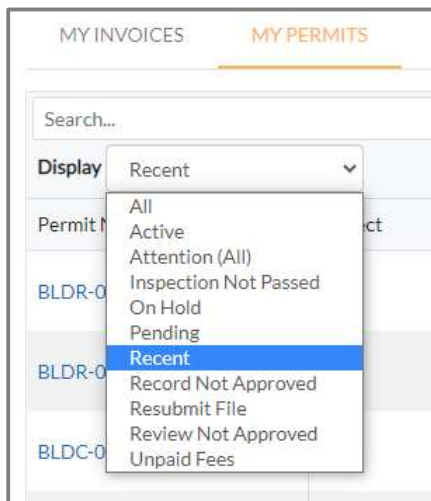 MY INVOICES MY PERMITS
Search...
Display Recent
All
Active
Attention (All)
Inspection Not Passed
On Hold
Pending
Recent
Record Not Approved
Resubmit File
Review Not Approved
Unpaid Fees
Permit
BLDR-0
BLDR-0
BLDC-0